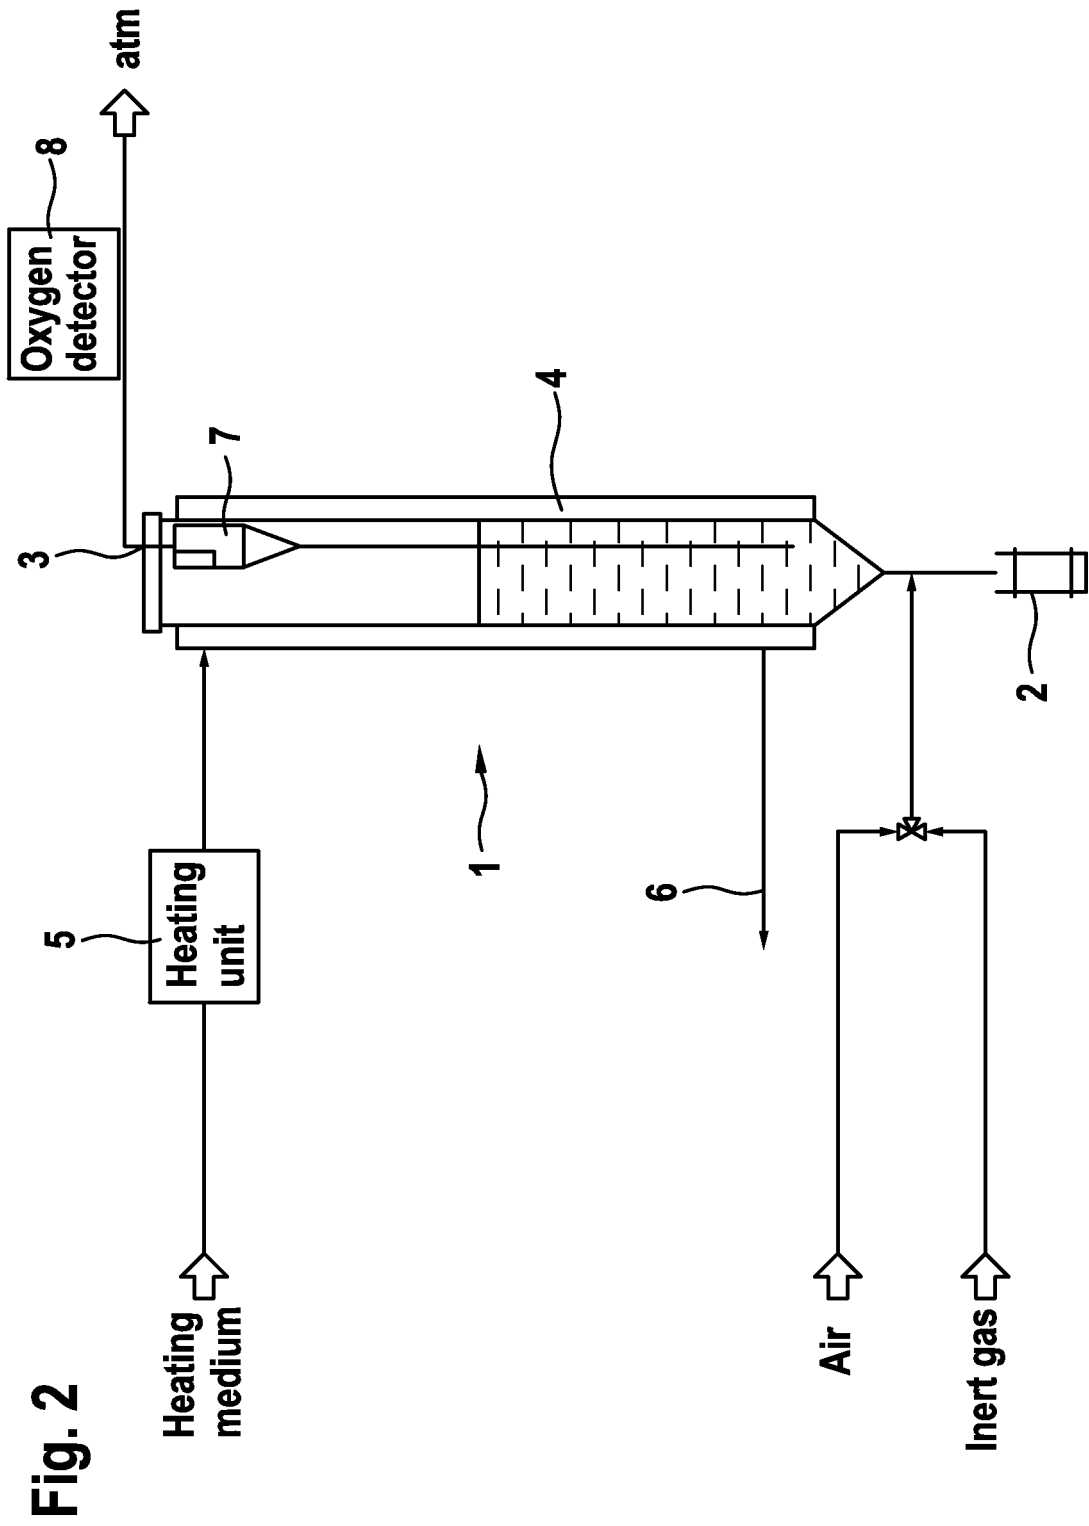 Fig. 2
Heating
medium
5
Heating
unit
3
7
Oxygen
detector
8
atm
1
4
6
Air
Inert gas
2